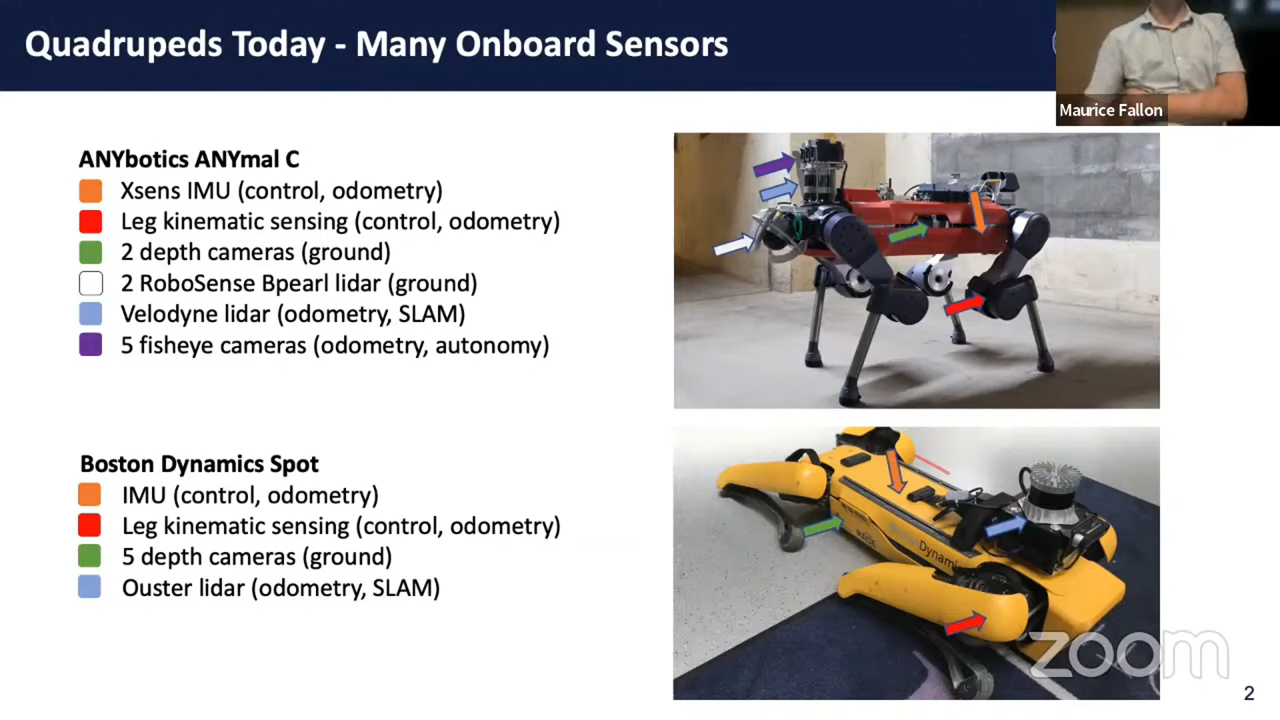 Quadrupeds Today - Many Onboard Sensors
Maurice Fallon
ANYbotics ANYmal C
Xsens IMU (control, odometry)
Leg kinematic sensing (control, odometry)
2 depth cameras (ground)
2 RoboSense Bpearl lidar (ground)
Velodyne lidar (odometry, SLAM)
5 fisheye cameras (odometry, autonomy)
Boston Dynamics Spot
IMU (control, odometry)
Leg kinematic sensing (control, odometry)
5 depth cameras (ground)
Ouster lidar (odometry, SLAM)
Dynami
zoom
2